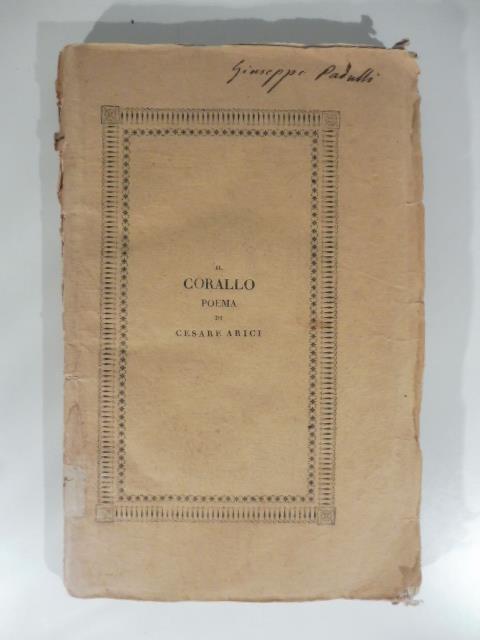 Giuseppe Padulli
IL
CORALLO
POEMA
DI
CESARE ARICI